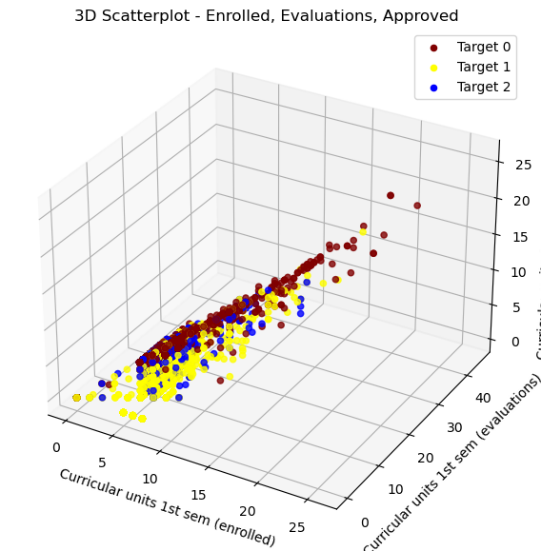 3D Scatterplot - Enrolled, Evaluations, Approved
Target 0
Target 1
Target 2
25
20
15
10
5
0
40
30
20
10
0
0
5
10
15
20
25
Curricular units 1st sem (enrolled)
Curricular units 1st sem (evaluations)